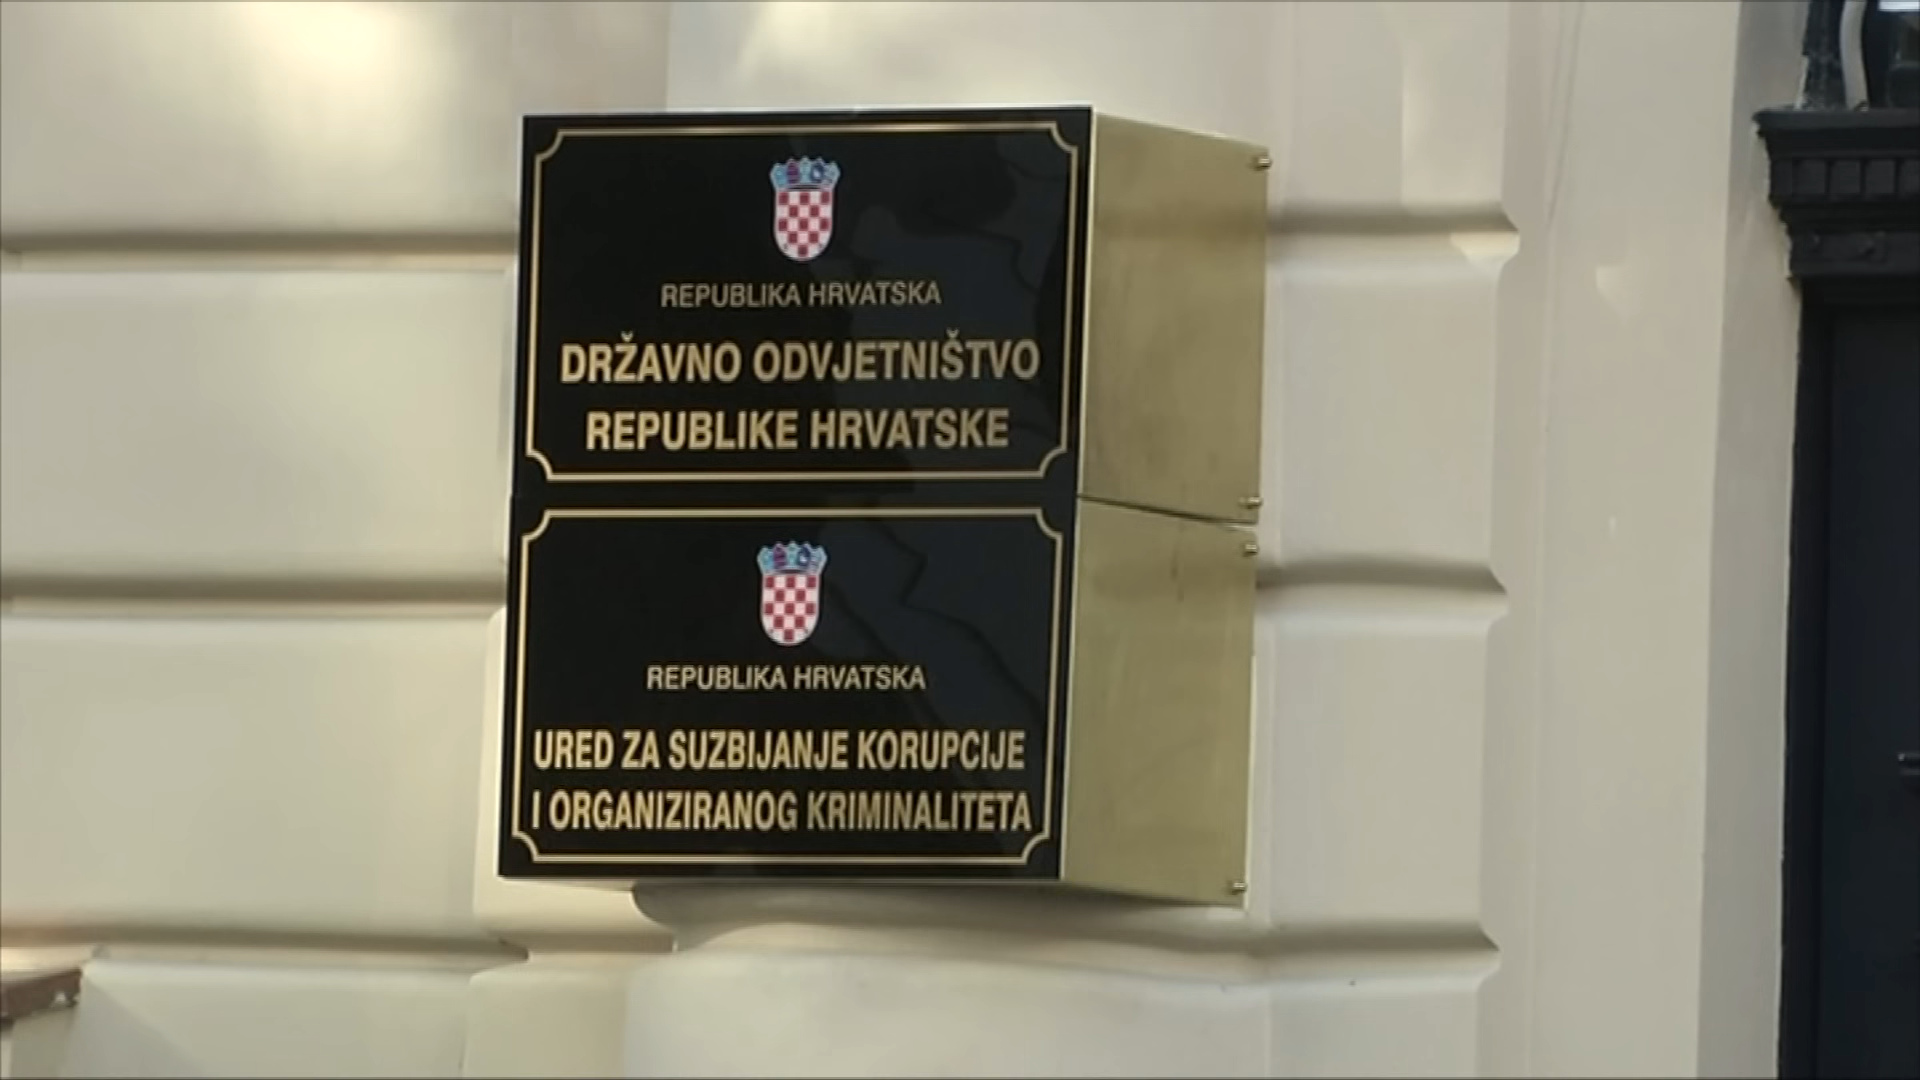 REPUBLIKA HRVATSKA
DRŽAVNO ODVJETNIŠTVO
REPUBLIKE HRVATSKE
REPUBLIKA HRVATSKA
URED ZA SUZBIJANJE KORUPCIJE
I ORGANIZIRANOG KRIMINALITETA